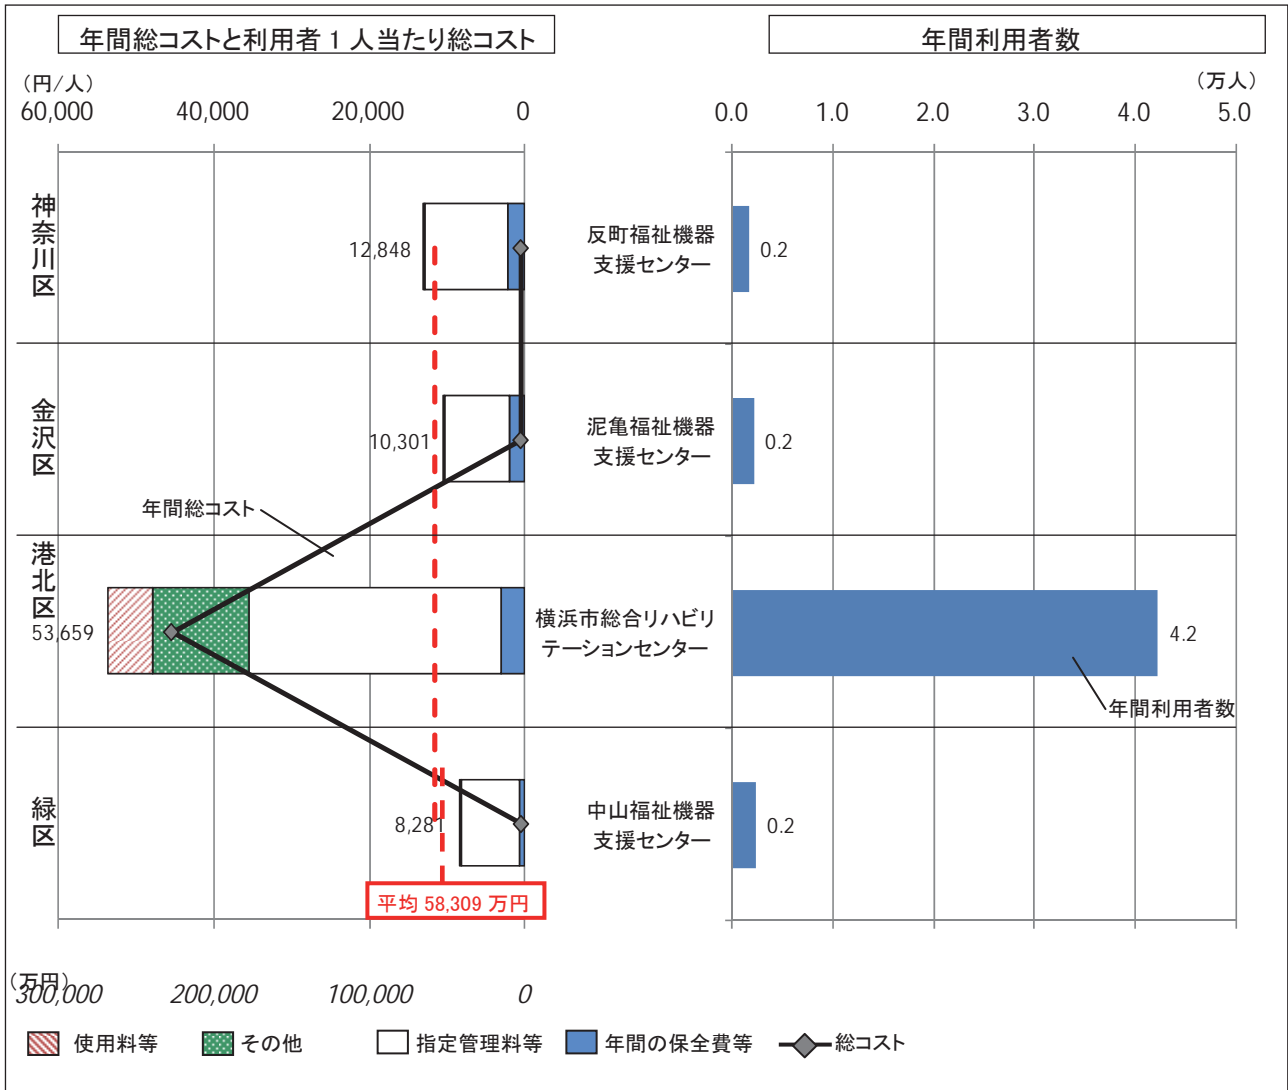 年間総コストと利用者1人当たり総コスト
年間利用者数
(円/人)
60,000 40,000 20,000 0
(万人)
0.0 1.0 2.0 3.0 4.0 5.0
神奈川区
12,848
反町福祉機器
支援センター
0.2
金沢区
10,301
泥亀福祉機器
支援センター
0.2
年間総コスト
港北区
53,659
横浜市総合リハビリ
テーションセンター
4.2
年間利用者数
緑区
8,281
中山福祉機器
支援センター
0.2
平均 58,309 万円
(万円)
300,000 200,000 100,000 0
使用料等 その他 指定管理料等 年間の保全費等 総コスト